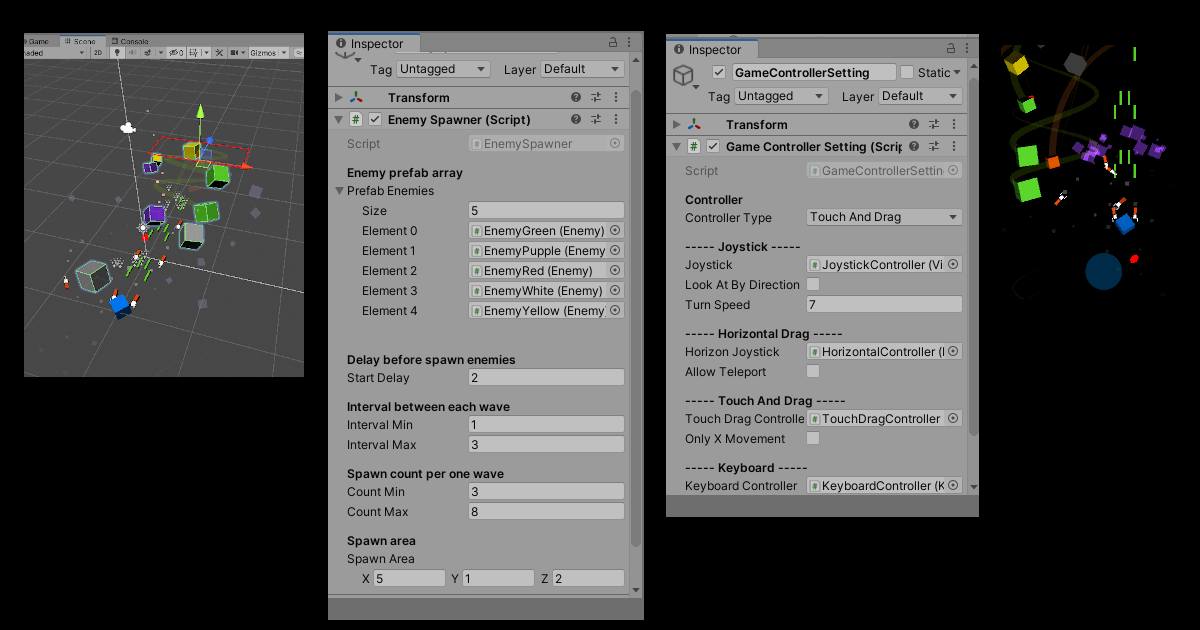 Game Scene Console
haded 2D 0 Gizmos
Inspector
Tag Untagged Layer Default
Transform
Enemy Spawner (Script)
Script EnemySpawner
Enemy prefab array
Prefab Enemies
Size 5
Element 0 EnemyGreen (Enemy)
Element 1 EnemyPupple (Enemy
Element 2 EnemyRed (Enemy)
Element 3 EnemyWhite (Enemy)
Element 4 EnemyYellow (Enemy)
Delay before spawn enemies
Start Delay 2
Interval between each wave
Interval Min 1
Interval Max 3
Spawn count per one wave
Count Min 3
Count Max 8
Spawn area
Spawn Area
X 5 Y 1 Z 2
Inspector
GameControllerSetting Static
Tag Untagged Layer Default
Transform
# Game Controller Setting (Scrip
Script GameControllerSettin
Controller
Controller Type Touch And Drag
----- Joystick -----
Joystick JoystickController (Vi
Look At By Direction
Turn Speed 7
----- Horizontal Drag -----
Horizon Joystick HorizontalController (I
Allow Teleport
----- Touch And Drag -----
Touch Drag Controlle TouchDragController
Only X Movement
----- Keyboard -----
Keyboard Controller KeyboardController (K